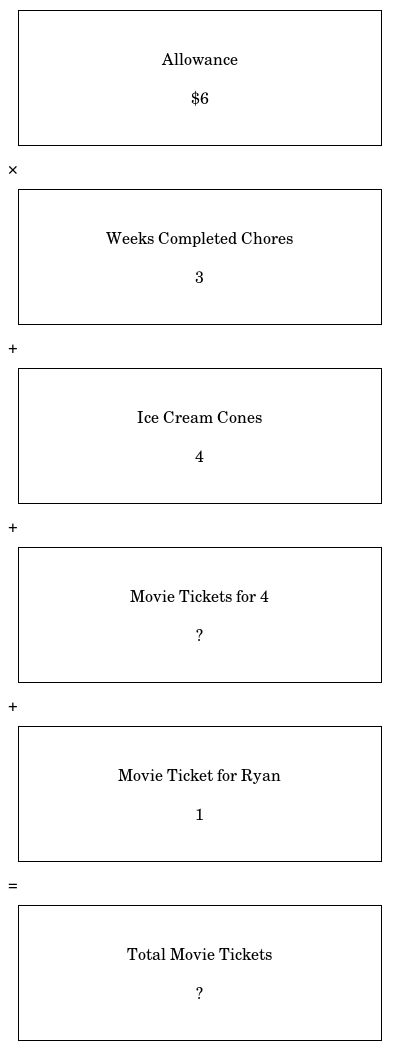 Allowance
$6
×
Weeks Completed Chores
3
+
Ice Cream Cones
4
+
Movie Tickets for 4
?
+
Movie Ticket for Ryan
1
=
Total Movie Tickets
?